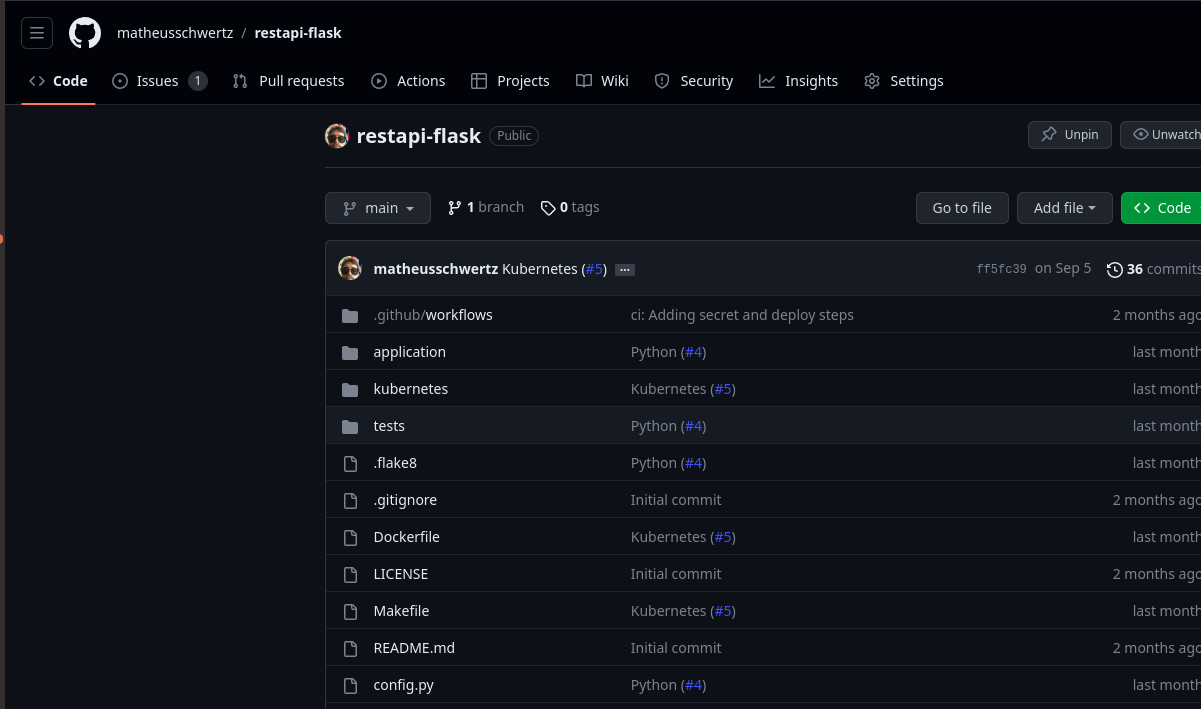 matheusschwertz / restapi-flask
Code Issues 1 Pull requests Actions Projects Wiki Security Insights Settings
restapi-flask Public Unpin Unwatch
main 1 branch 0 tags Go to file Add file Code
matheusschwertz Kubernetes (#5) ... ff5fc39 on Sep 5 36 commits
.github/workflows ci: Adding secret and deploy steps 2 months ago
application Python (#4) last month
kubernetes Kubernetes (#5) last month
tests Python (#4) last month
.flake8 Python (#4) last month
.gitignore Initial commit 2 months ago
Dockerfile Kubernetes (#5) last month
LICENSE Initial commit 2 months ago
Makefile Kubernetes (#5) last month
README.md Initial commit 2 months ago
config.py Python (#4) last month